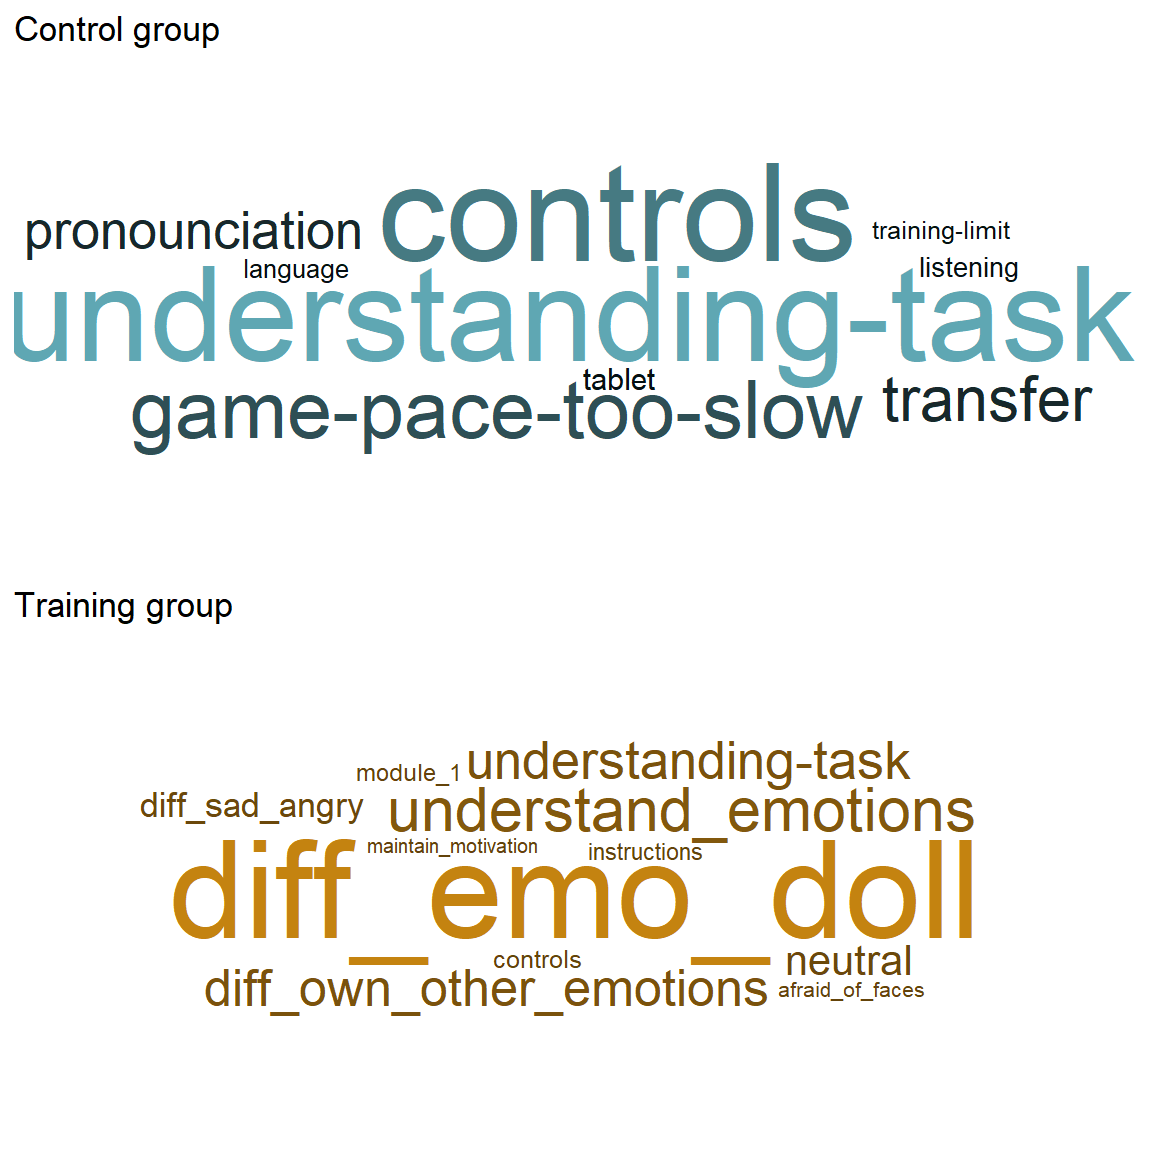 Control group
controls
pronounciation
training-limit
language
listening
understanding-task
tablet
game-pace-too-slow
transfer
Training group
understanding-task
module_1
diff_sad_angry
understand_emotions
maintain_motivation
instructions
diff_emo_doll
controls
neutral
diff_own_other_emotions
afraid_of_faces